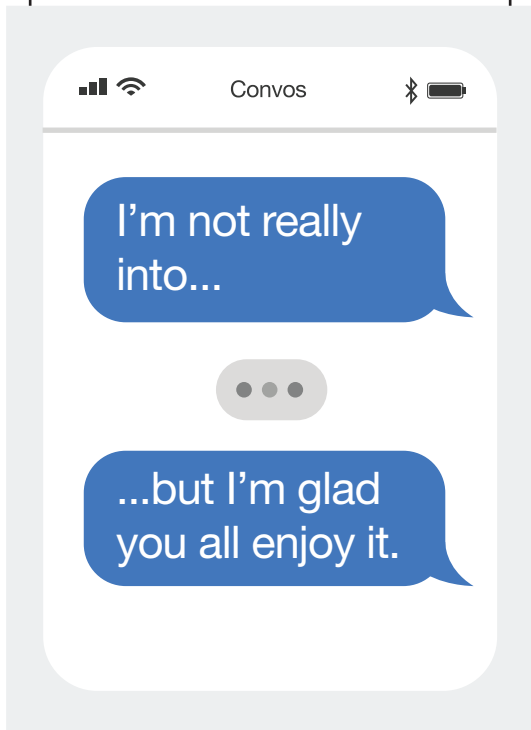 Convos
I’m not really
into...
...but I’m glad
you all enjoy it.